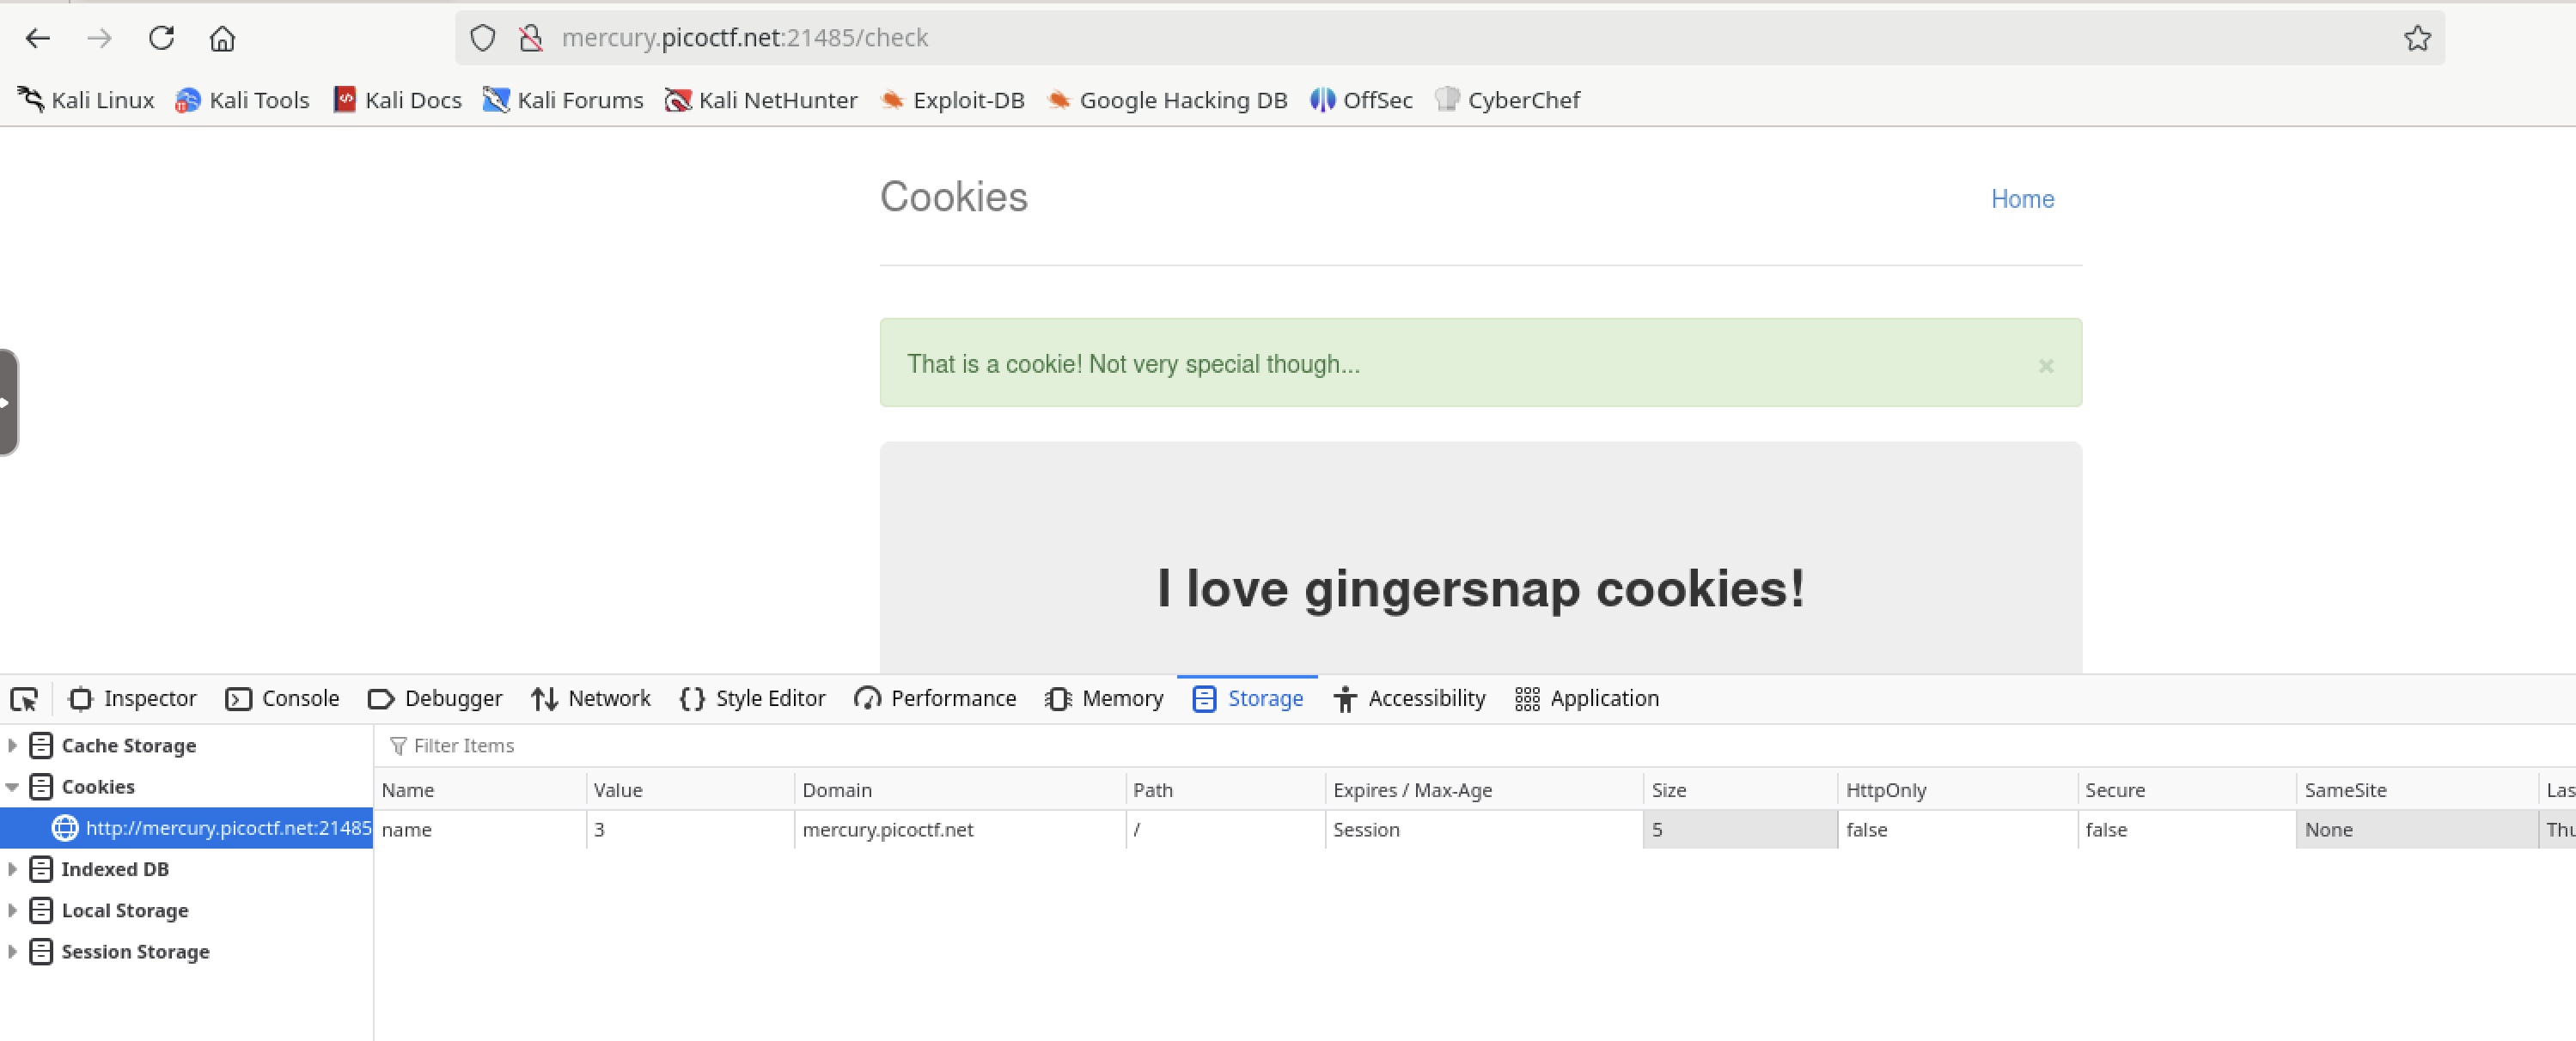 mercury.picoctf.net:21485/check
Kali Linux Kali Tools Kali Docs Kali Forums Kali NetHunter Exploit-DB Google Hacking DB OffSec CyberChef
Cookies Home
That is a cookie! Not very special though... ×
I love gingersnap cookies!
Inspector Console Debugger Network Style Editor Performance Memory Storage Accessibility Application
Cache Storage
Cookies
http://mercury.picoctf.net:21485
Indexed DB
Local Storage
Session Storage
Filter Items
Name Value Domain Path Expires / Max-Age Size HttpOnly Secure SameSite Las
name 3 mercury.picoctf.net / Session 5 false false None Thu